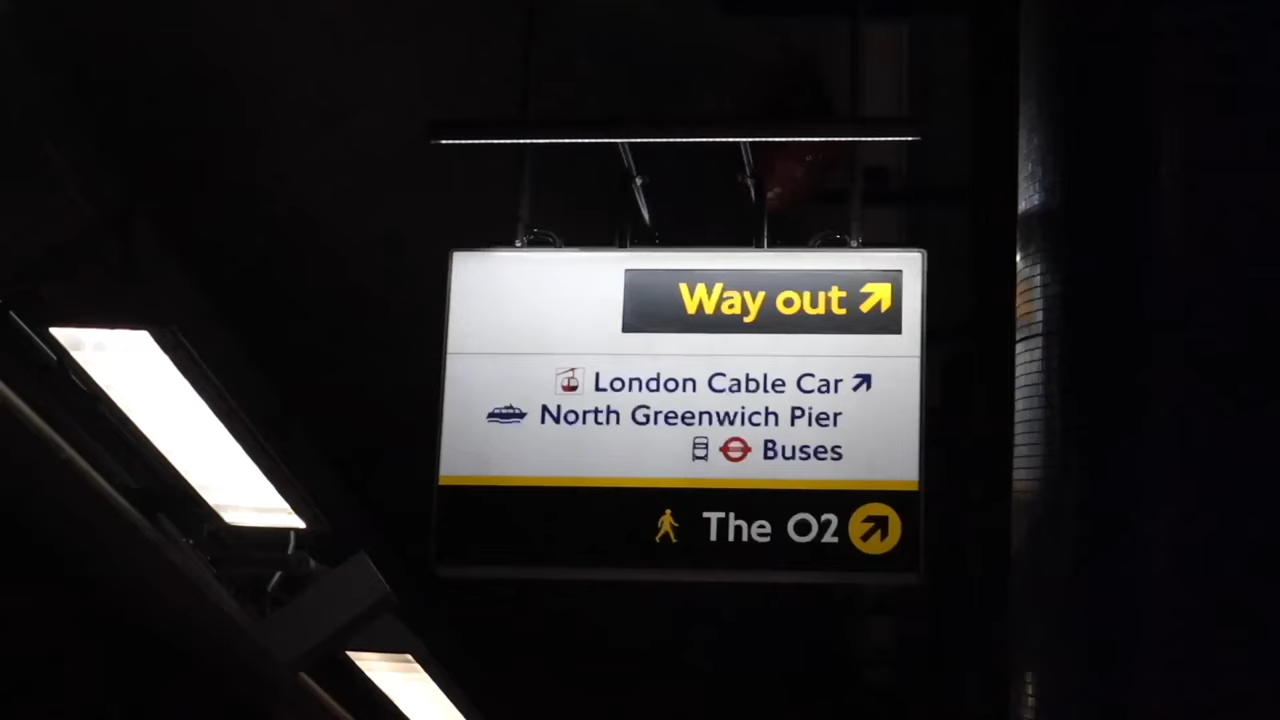 Way out
London Cable Car
North Greenwich Pier
Buses
The O2